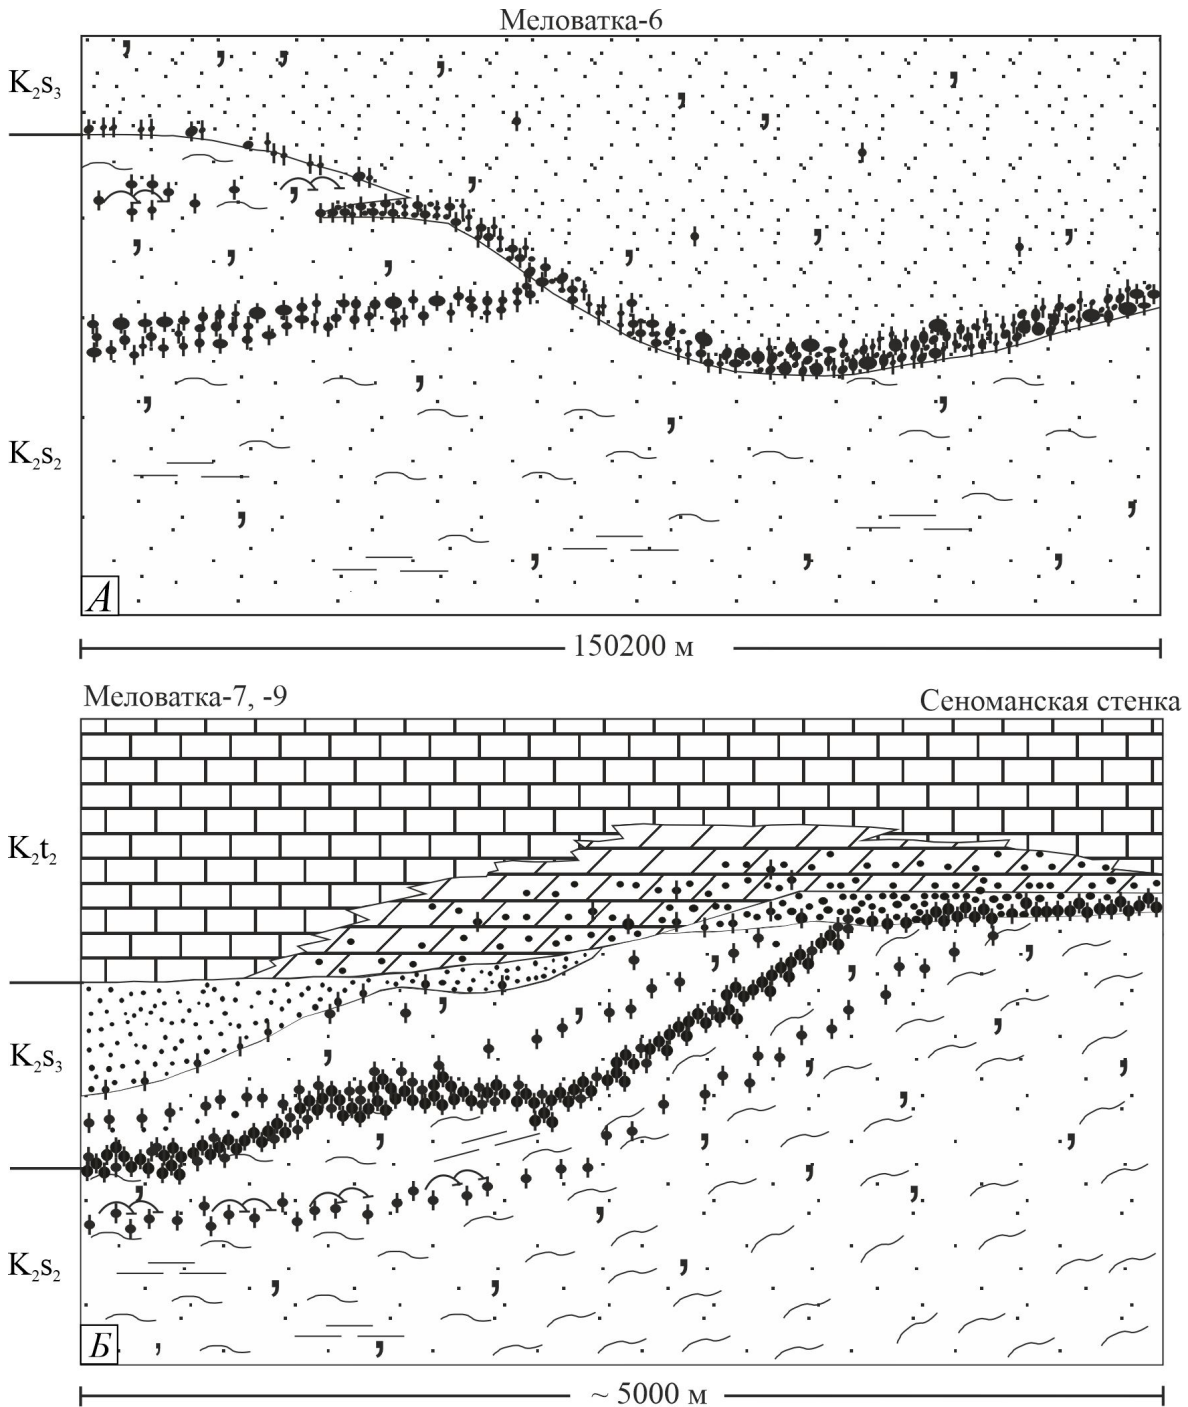 Меловатка-6
K₂s₃
K₂s₂
А
150200 м
Меловатка-7, -9 Сеноманская стенка
K₂t₂
K₂s₃
K₂s₂
Б
~ 5000 м